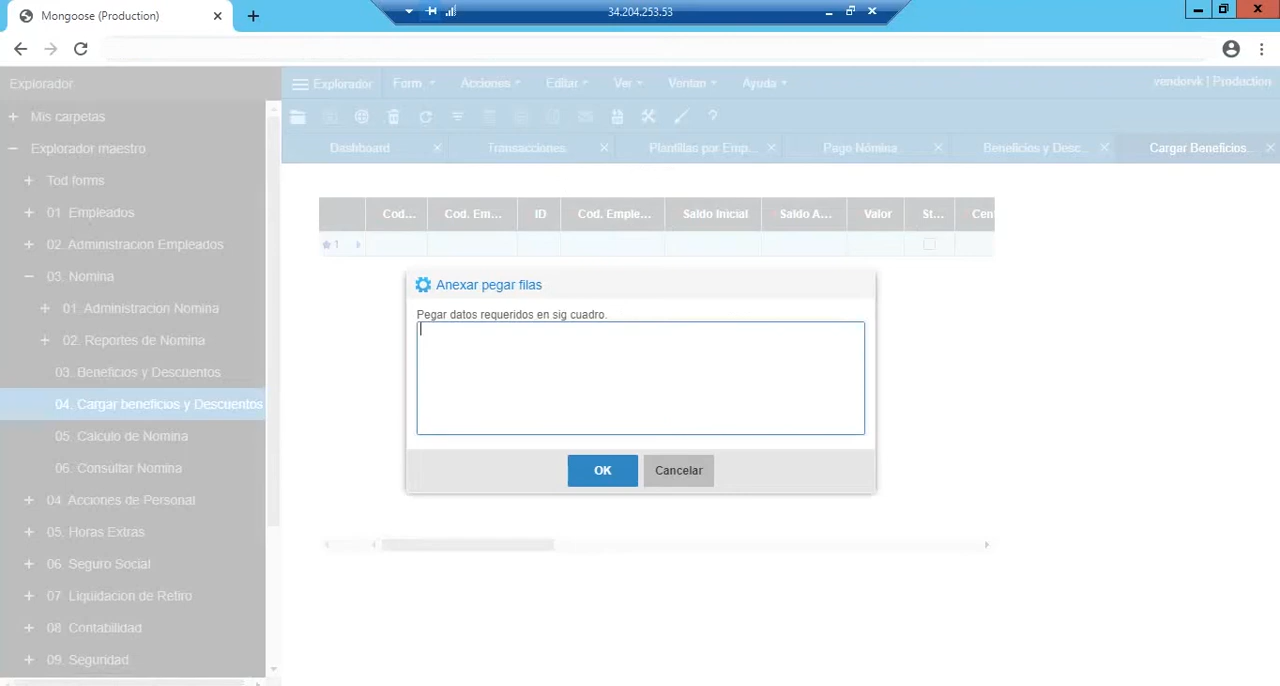 Mongoose (Production)
34.204.253.53
Explorador
Explorador Form Acciones Editar Ver Ventan Ayuda
vendorvk | Production
Dashboard Transacciones Plantillas por Emp... Pago Nómina Beneficios y Desc... Cargar Beneficios..
Mis carpetas
Explorador maestro
Tod forms
01. Empleados
02. Administracion Empleados
03. Nomina
01. Administracion Nomina
02. Reportes de Nomina
03. Beneficios y Descuentos
04. Cargar beneficios y Descuentos
05. Calculo de Nomina
06. Consultar Nomina
04. Acciones de Personal
05. Horas Extras
06. Seguro Social
07. Liquidacion de Retiro
08. Contabilidad
09. Seguridad
Cod... Cod. Em... ID Cod. Emple... Saldo Inicial Saldo A... Valor St... Cen
1
Anexar pegar filas
Pegar datos requeridos en sig cuadro.
OK Cancelar